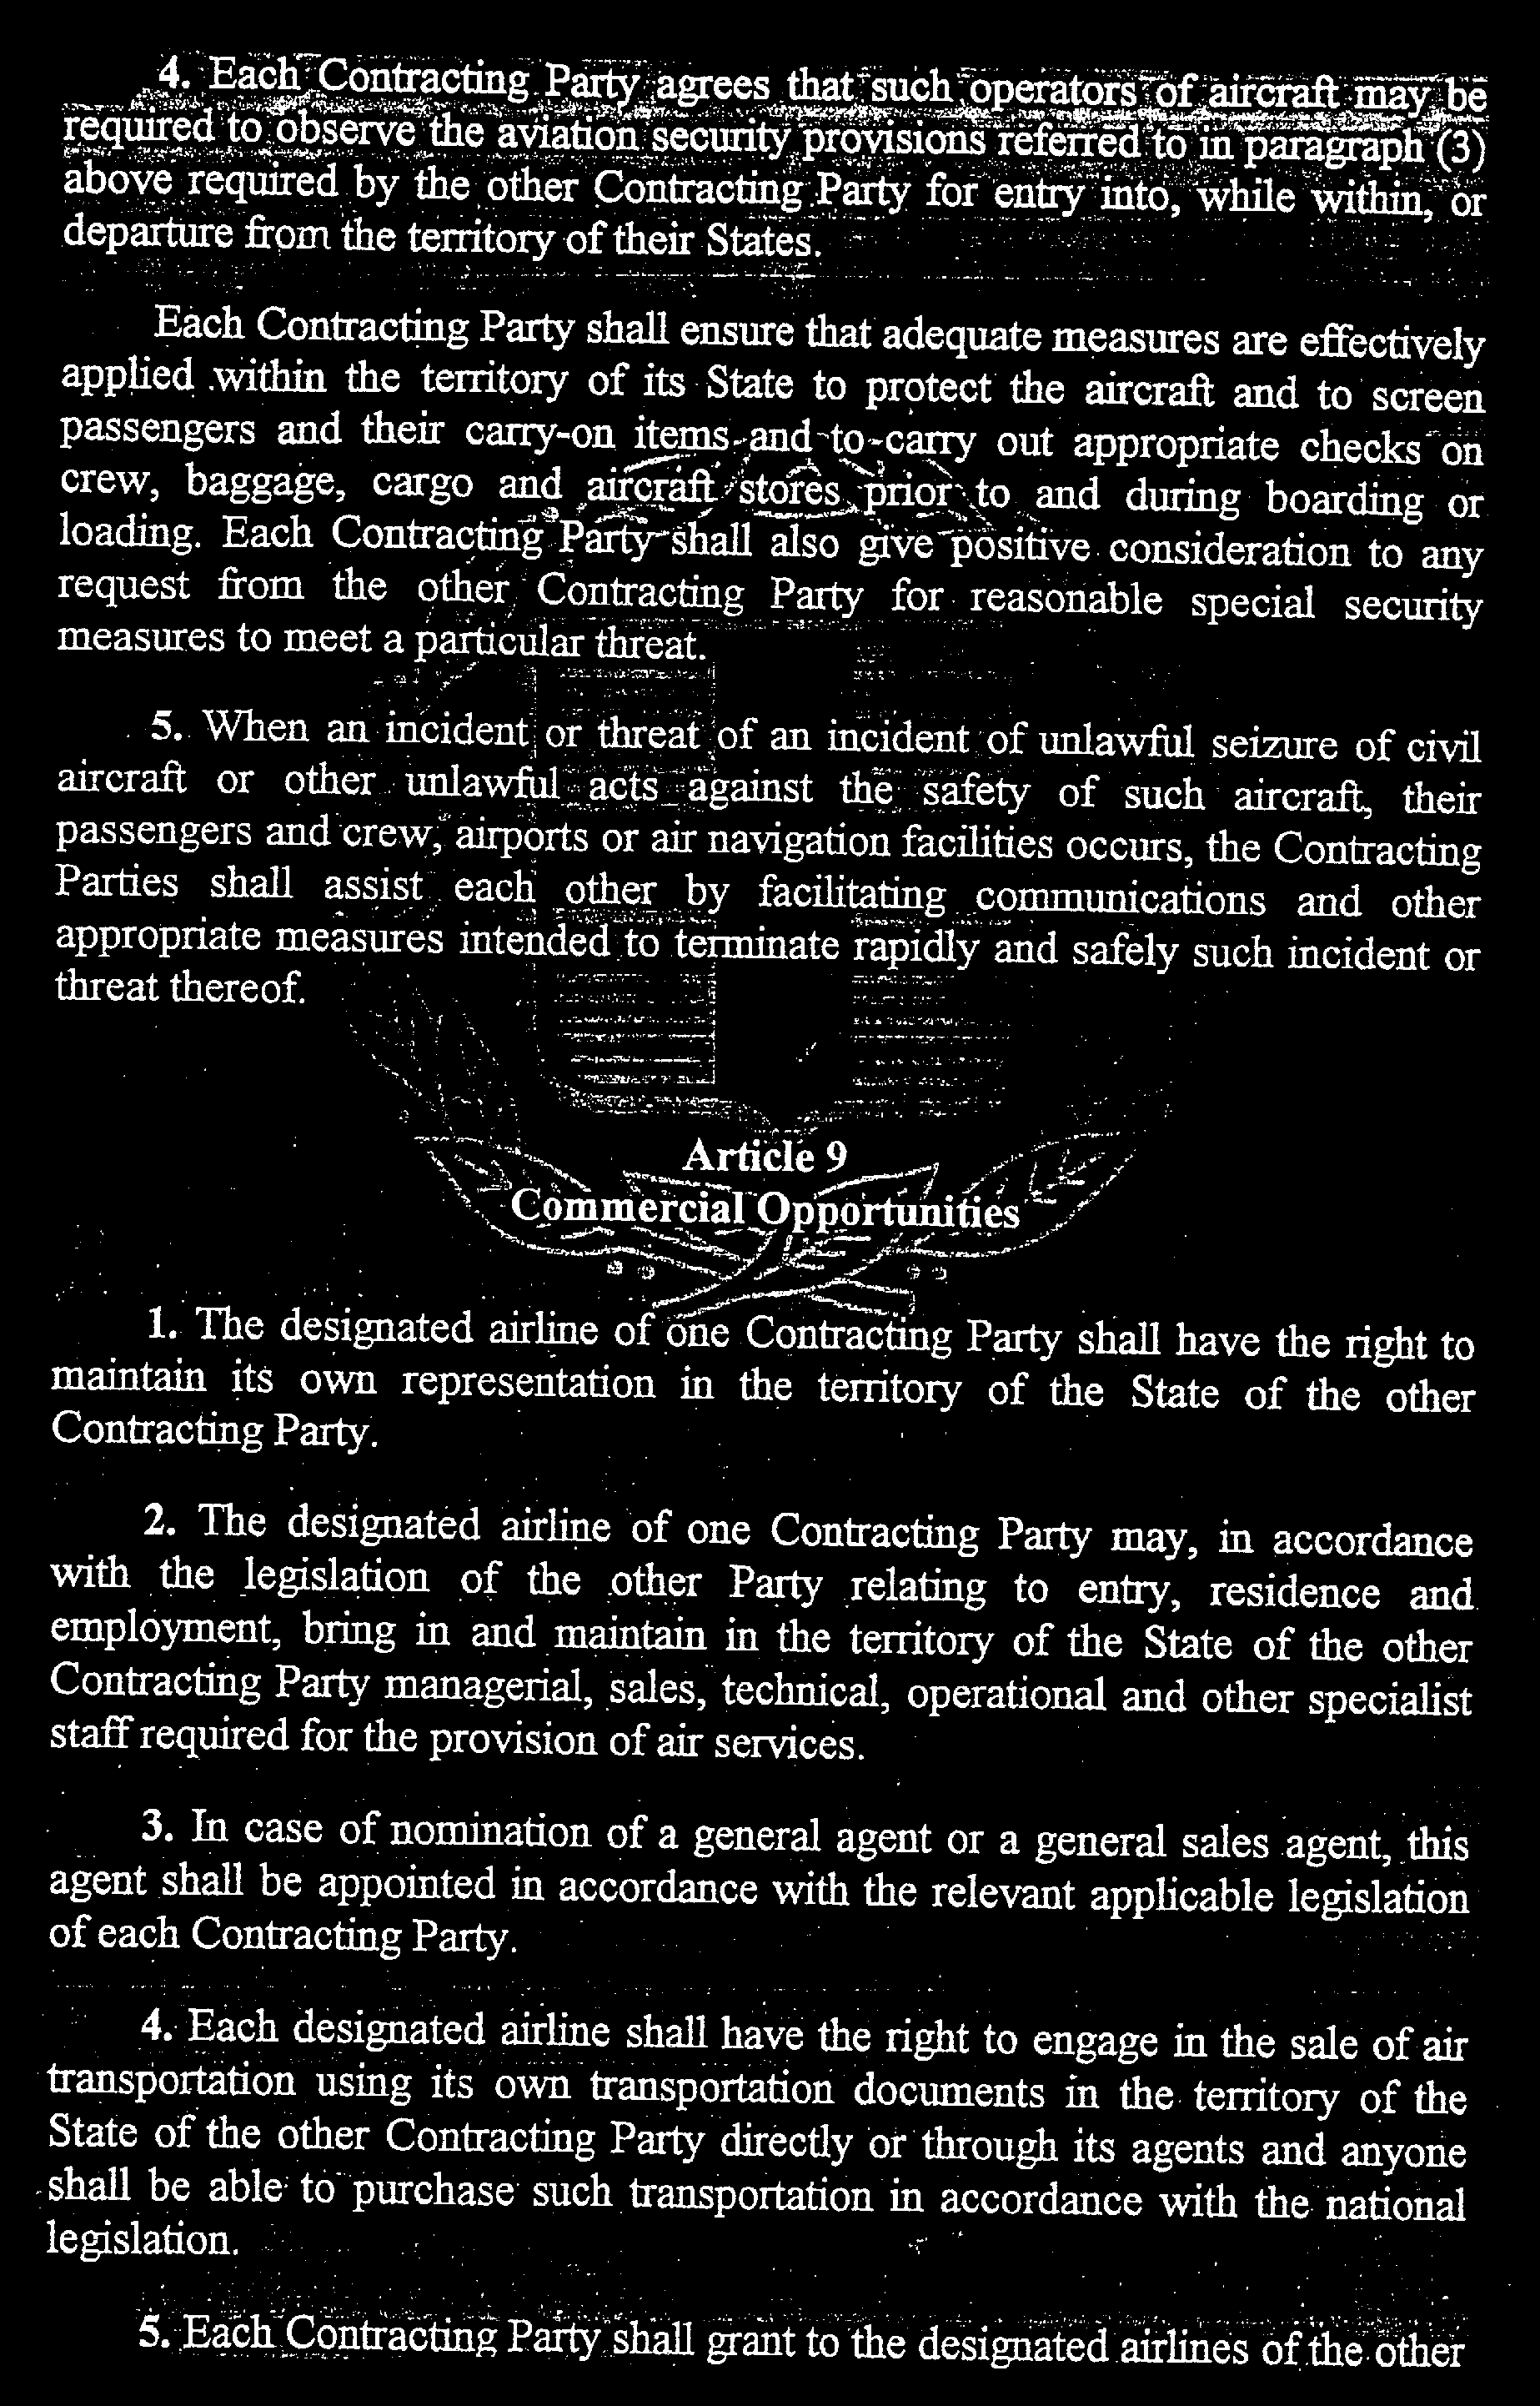 4. Each Contracting Party agrees that such operators of aircraft may be
required to observe the aviation security provisions referred to in paragraph (3)
above required by the other Contracting Party for entry into, while within, or
departure from the territory of their States.
Each Contracting Party shall ensure that adequate measures are effectively
applied within the territory of its State to protect the aircraft and to screen
passengers and their carry-on items and to carry out appropriate checks on
crew, baggage, cargo and aircraft stores prior to and during boarding or
loading. Each Contracting Party shall also give positive consideration to any
request from the other Contracting Party for reasonable special security
measures to meet a particular threat.
5. When an incident or threat of an incident of unlawful seizure of civil
aircraft or other unlawful acts against the safety of such aircraft, their
passengers and crew, airports or air navigation facilities occurs, the Contracting
Parties shall assist each other by facilitating communications and other
appropriate measures intended to terminate rapidly and safely such incident or
threat thereof.
Article 9
Commercial Opportunities
1. The designated airline of one Contracting Party shall have the right to
maintain its own representation in the territory of the State of the other
Contracting Party.
2. The designated airline of one Contracting Party may, in accordance
with the legislation of the other Party relating to entry, residence and
employment, bring in and maintain in the territory of the State of the other
Contracting Party managerial, sales, technical, operational and other specialist
staff required for the provision of air services.
3. In case of nomination of a general agent or a general sales agent, this
agent shall be appointed in accordance with the relevant applicable legislation
of each Contracting Party.
4. Each designated airline shall have the right to engage in the sale of air
transportation using its own transportation documents in the territory of the
State of the other Contracting Party directly or through its agents and anyone
shall be able to purchase such transportation in accordance with the national
legislation.
5. Each Contracting Party shall grant to the designated airlines of the other